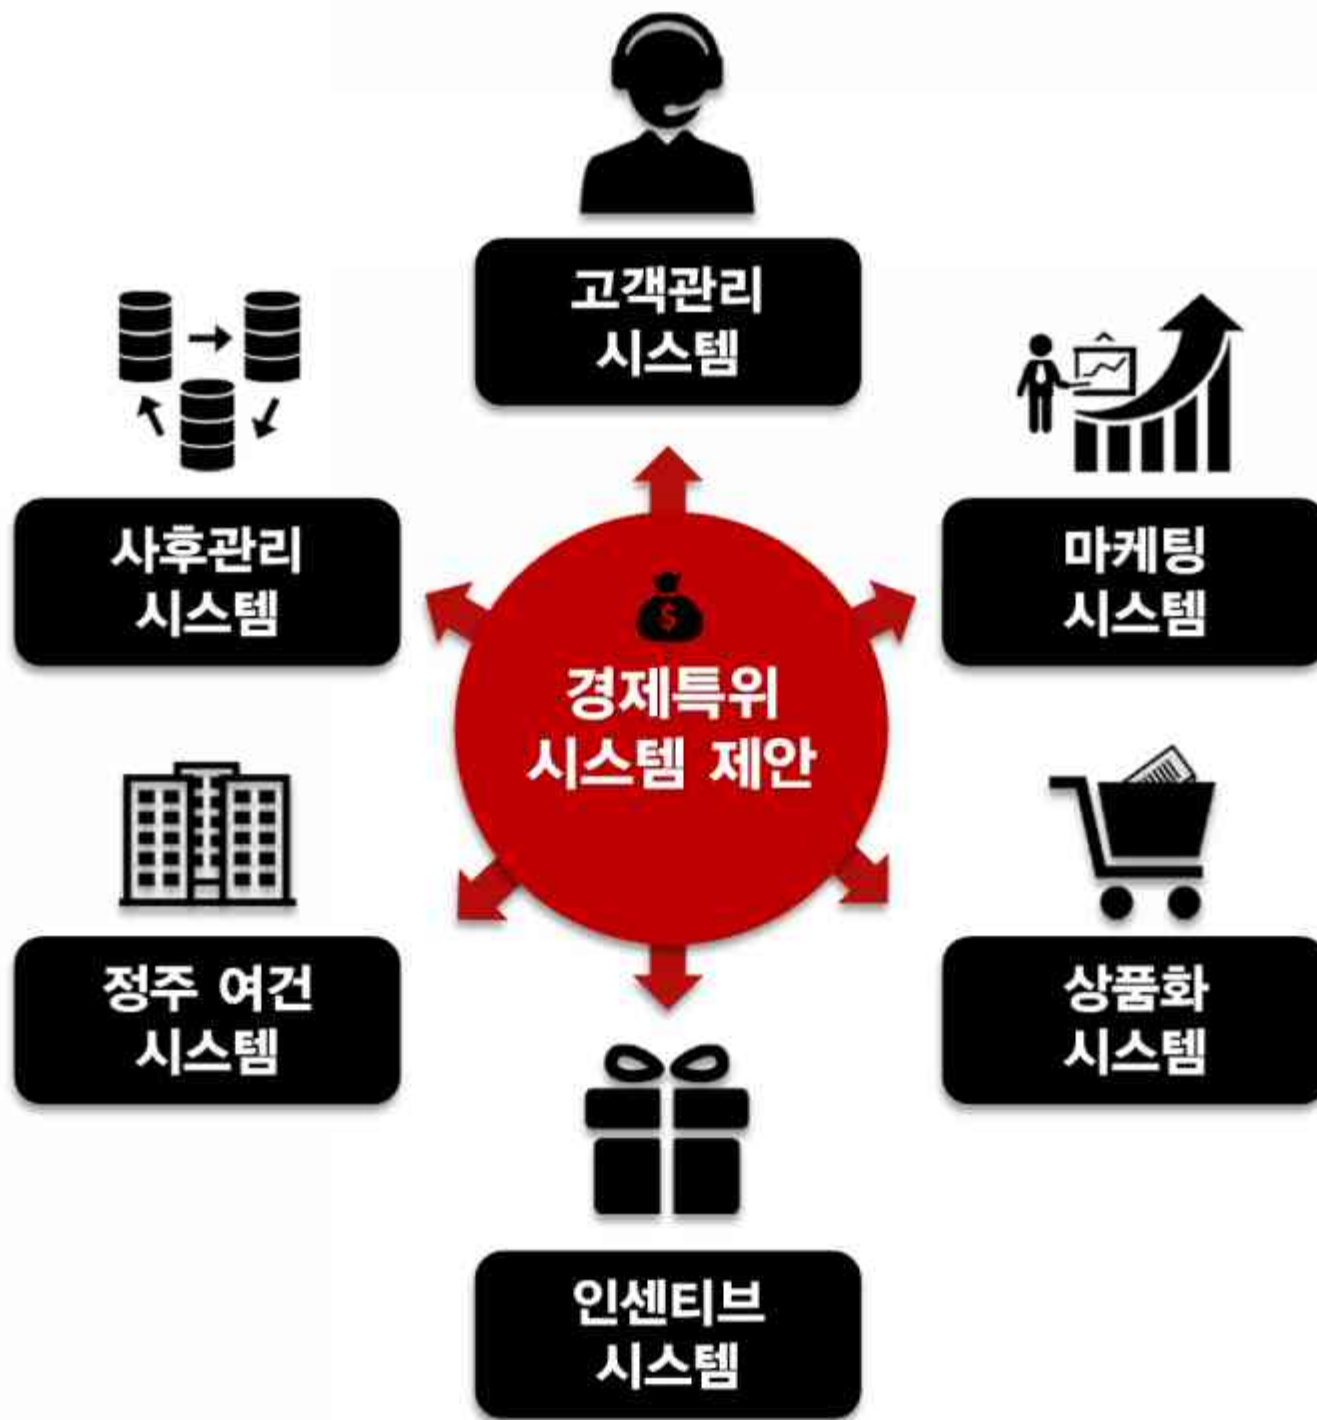 고객관리
시스템
사후관리
시스템
마케팅
시스템
$
경제특위
시스템 제안
정주 여건
시스템
상품화
시스템
인센티브
시스템